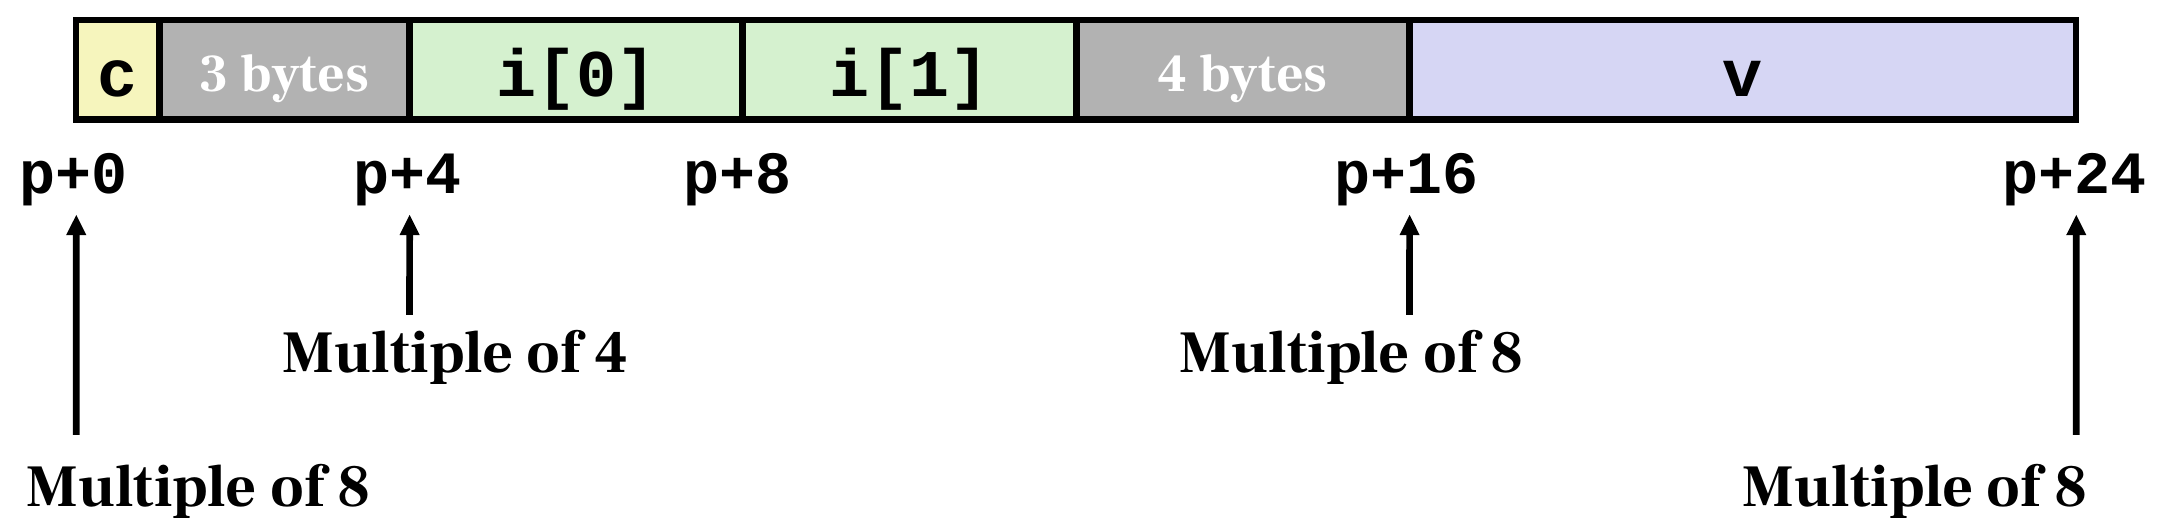 c 3 bytes i[0] i[1] 4 bytes v
p+0 p+4 p+8 p+16 p+24
Multiple of 4 Multiple of 8
Multiple of 8 Multiple of 8